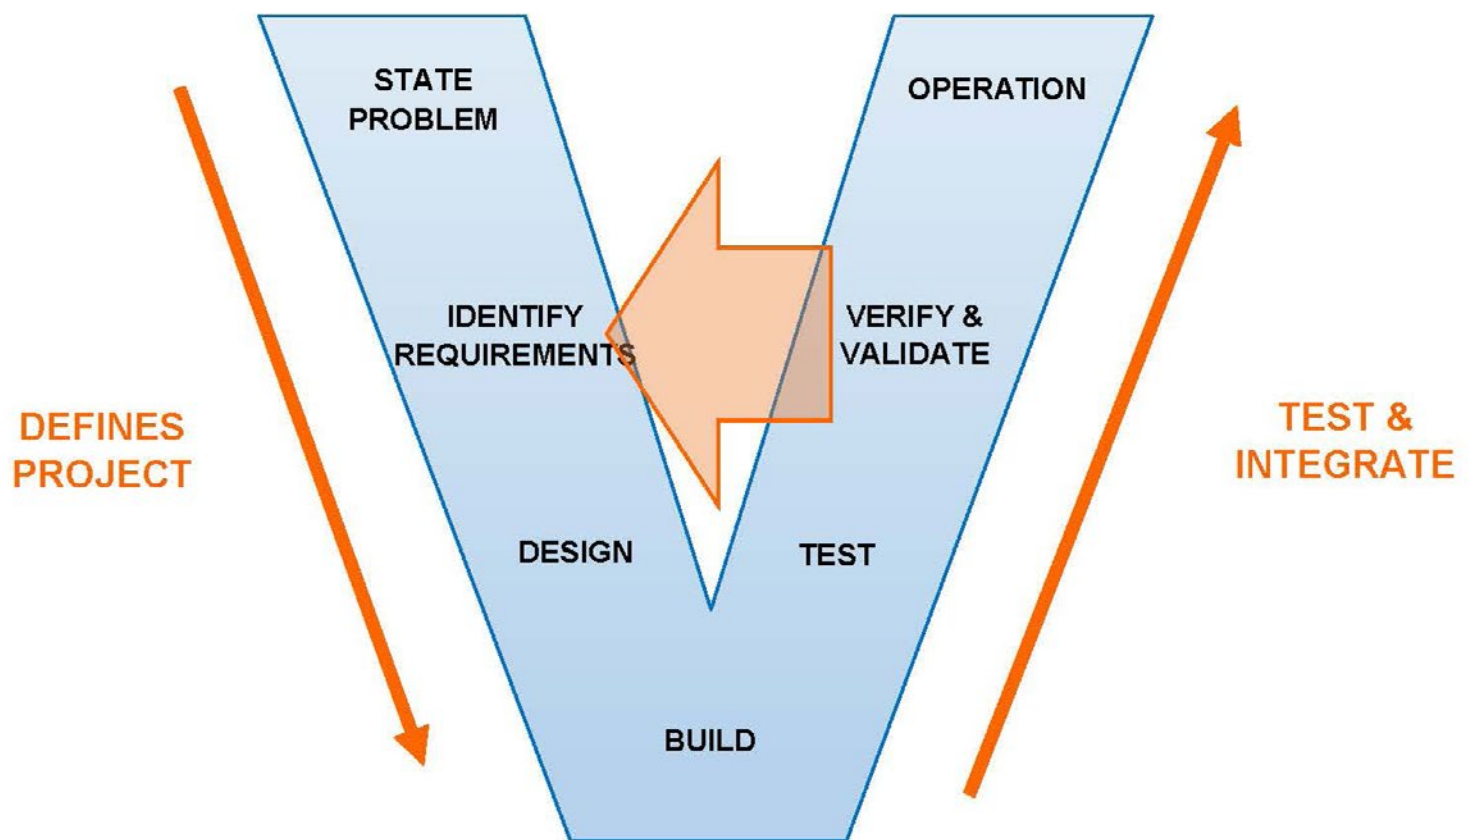 STATE
PROBLEM
OPERATION
IDENTIFY
REQUIREMENTS
VERIFY &
VALIDATE
DEFINES
PROJECT
TEST &
INTEGRATE
DESIGN
TEST
BUILD